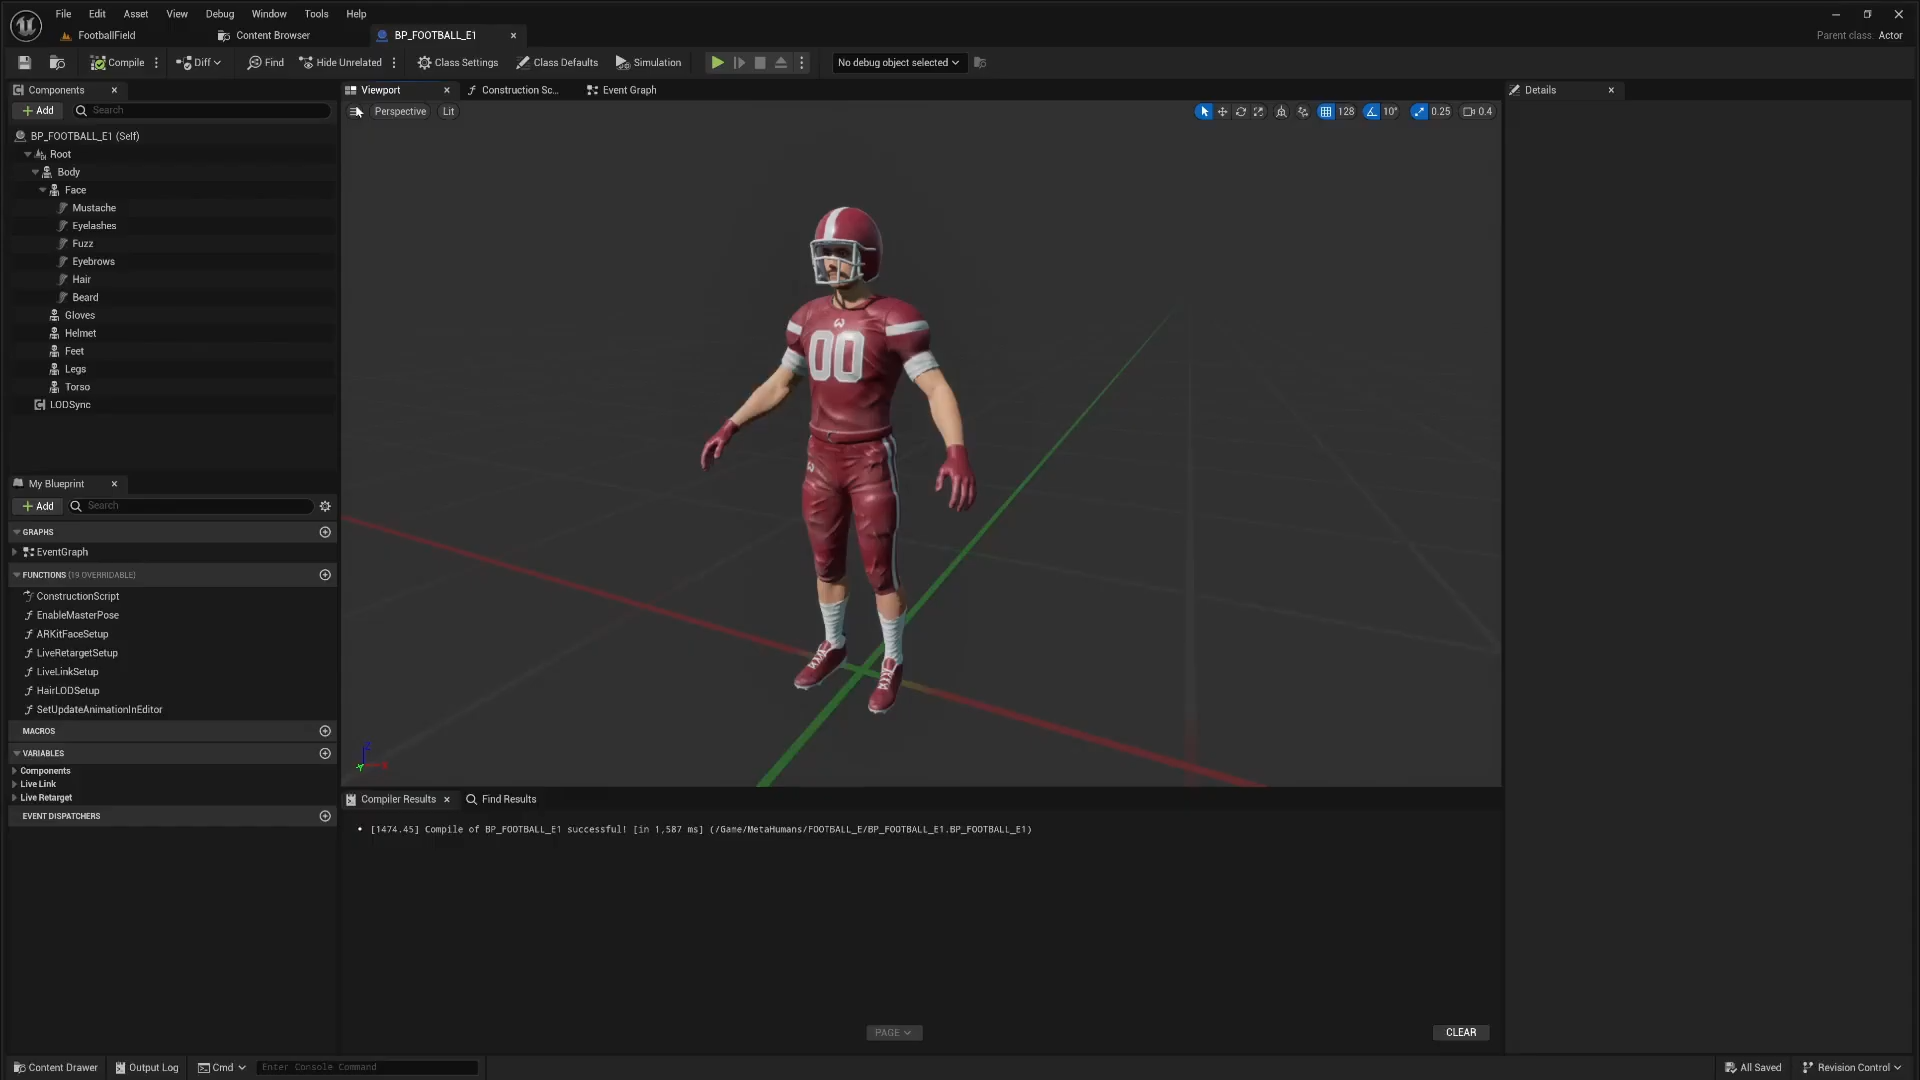 File Edit Asset View Debug Window Tools Help
FootballField Content Browser BP_FOOTBALL_E1 Parent class: Actor
Compile Diff Find Hide Unrelated Class Settings Class Defaults Simulation No debug object selected
Components Viewport Construction Sc... Event Graph Details
Add Search Perspective Lit 128 10° 0.25 0.4
BP_FOOTBALL_E1 (Self)
Root
Body
Face
Mustache
Eyelashes
Fuzz
Eyebrows
Hair
Beard
Gloves
Helmet
Feet
Legs
Torso
LODSync
00
My Blueprint
Add Search
GRAPHS
EventGraph
FUNCTIONS (19 OVERRIDABLE)
ConstructionScript
EnableMasterPose
ARKitFaceSetup
LiveRetargetSetup
LiveLinkSetup
HairLODSetup
SetUpdateAnimationInEditor
MACROS
VARIABLES
Components
Live Link
Live Retarget
EVENT DISPATCHERS
Compiler Results Find Results
[1474.45] Compile of BP_FOOTBALL_E1 successful! [in 1,587 ms] (/Game/MetaHumans/FOOTBALL_E/BP_FOOTBALL_E1.BP_FOOTBALL_E1)
PAGE CLEAR
Content Drawer Output Log Cmd Enter Console Command All Saved Revision Control